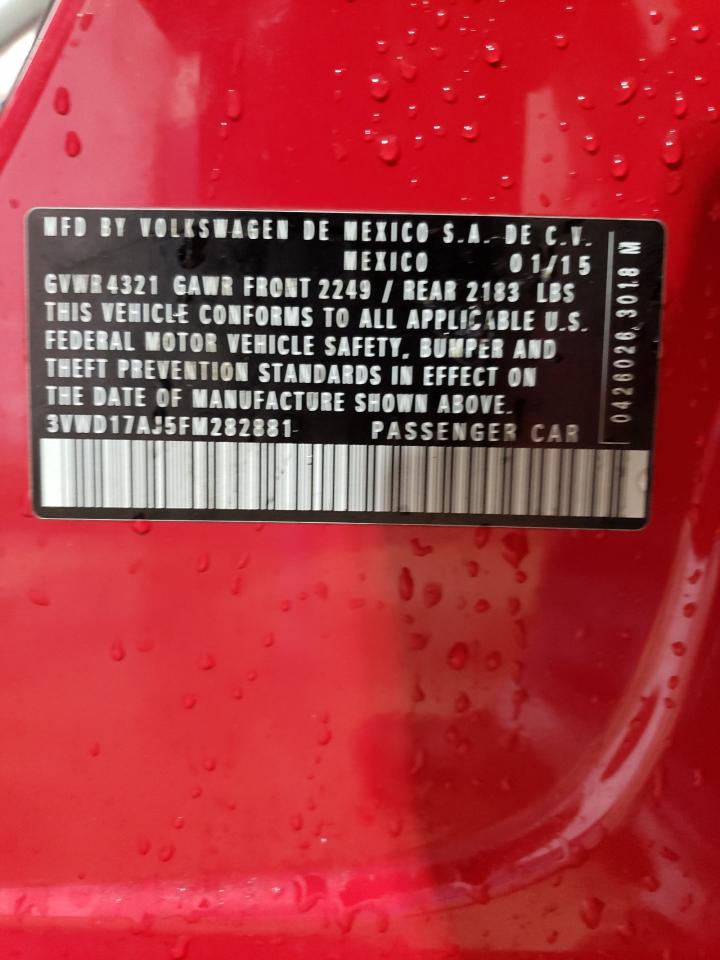 MFD BY VOLKSWAGEN DE MEXICO S.A. DE C.V.
MEXICO 01/15
GVWR 4321 GAWR FRONT 2249 / REAR 2183 LBS
THIS VEHICLE CONFORMS TO ALL APPLICABLE U.S.
FEDERAL MOTOR VEHICLE SAFETY, BUMPER AND
THEFT PREVENTION STANDARDS IN EFFECT ON
THE DATE OF MANUFACTURE SHOWN ABOVE.
3VWD17AJ5FM282881 PASSENGER CAR
0426026 3018 M